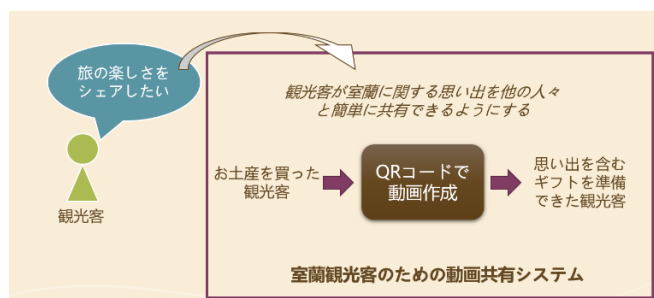 旅の楽しさを
シェアしたい
観光客
観光客が室蘭に関する思い出を他の人々
と簡単に共有できるようにする
お土産を買った
観光客
QRコードで
動画作成
思い出を含む
ギフトを準備
できた観光客
室蘭観光客のための動画共有システム